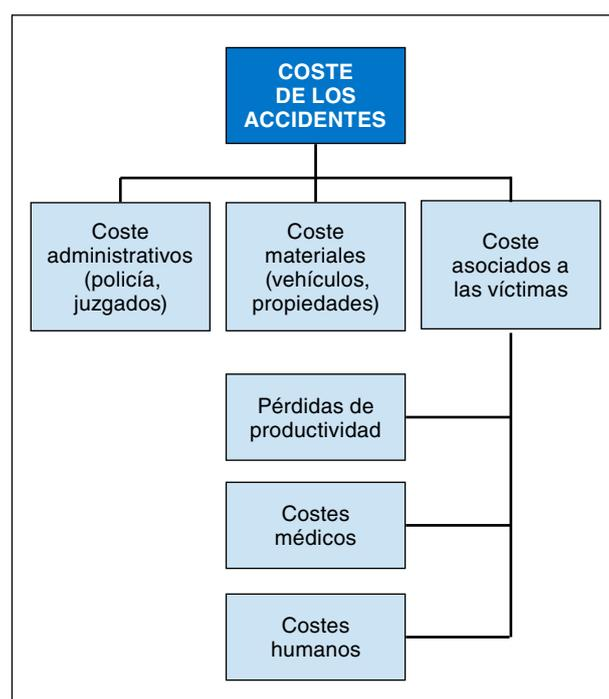 COSTE
DE LOS
ACCIDENTES
Coste
administrativos
(policía,
juzgados)
Coste
materiales
(vehículos,
propiedades)
Coste
asociados a
las víctimas
Pérdidas de
productividad
Costes
médicos
Costes
humanos